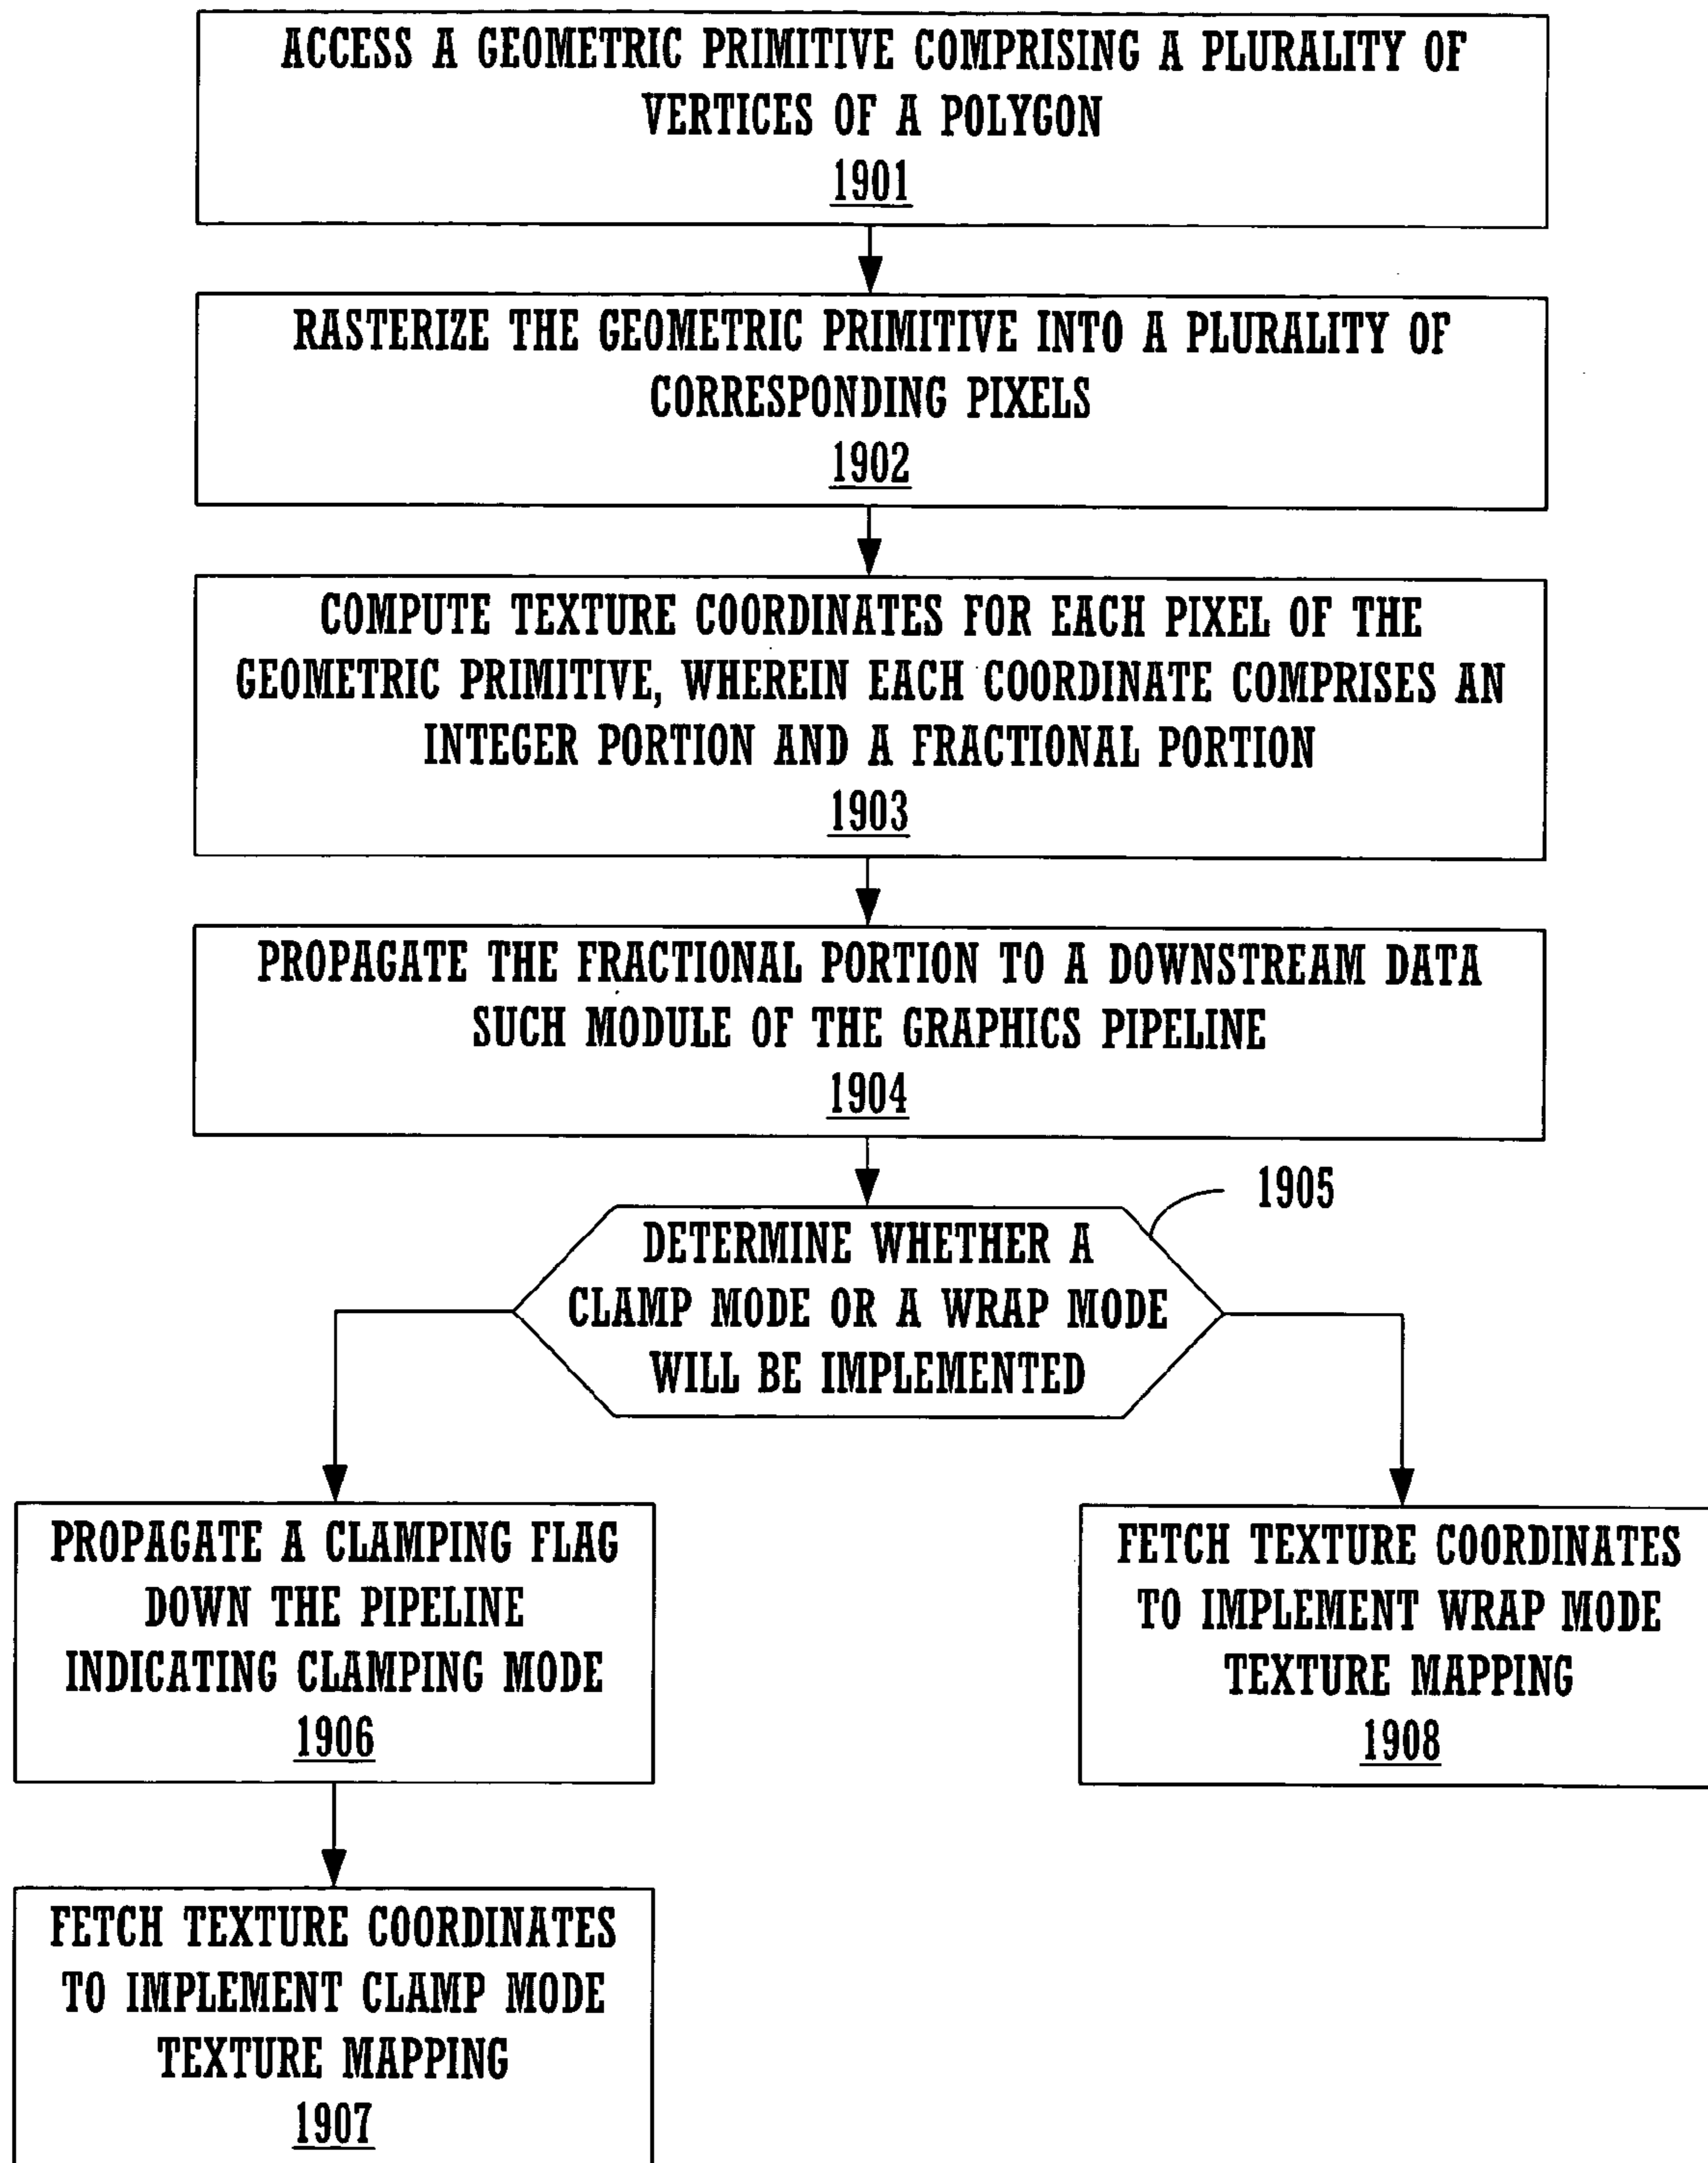 ACCESS A GEOMETRIC PRIMITIVE COMPRISING A PLURALITY OF
VERTICES OF A POLYGON
1901
RASTERIZE THE GEOMETRIC PRIMITIVE INTO A PLURALITY OF
CORRESPONDING PIXELS
1902
COMPUTE TEXTURE COORDINATES FOR EACH PIXEL OF THE
GEOMETRIC PRIMITIVE, WHEREIN EACH COORDINATE COMPRISES AN
INTEGER PORTION AND A FRACTIONAL PORTION
1903
PROPAGATE THE FRACTIONAL PORTION TO A DOWNSTREAM DATA
SUCH MODULE OF THE GRAPHICS PIPELINE
1904
1905
DETERMINE WHETHER A
CLAMP MODE OR A WRAP MODE
WILL BE IMPLEMENTED
PROPAGATE A CLAMPING FLAG
DOWN THE PIPELINE
INDICATING CLAMPING MODE
1906
FETCH TEXTURE COORDINATES
TO IMPLEMENT WRAP MODE
TEXTURE MAPPING
1908
FETCH TEXTURE COORDINATES
TO IMPLEMENT CLAMP MODE
TEXTURE MAPPING
1907